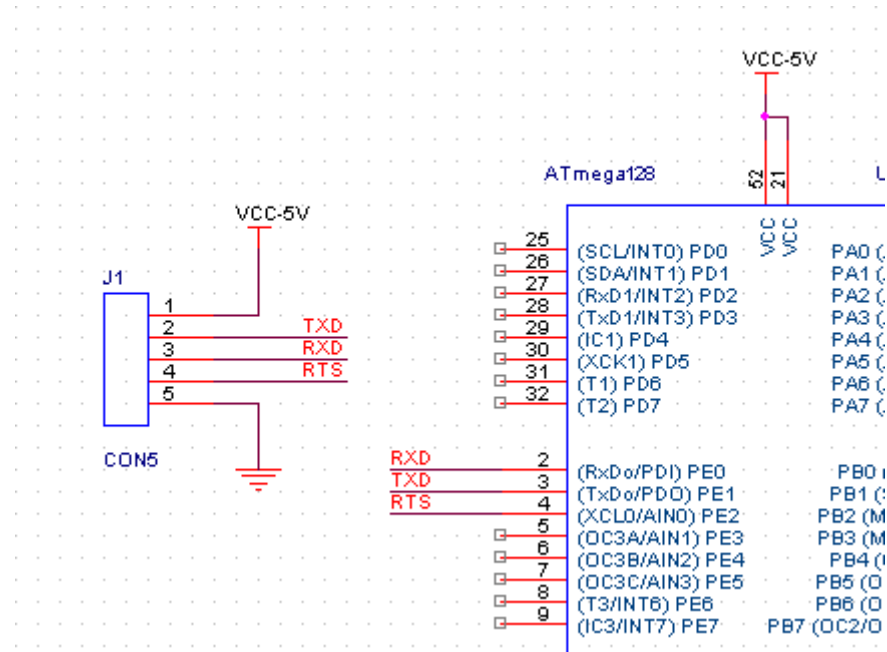 VCC-5V
ATmega128
52
21
VCC
VCC
VCC-5V
J1
1
2
3
4
5
TXD
RXD
RTS
CON5
25 (SCL/INT0) PD0
26 (SDA/INT1) PD1
27 (RxD1/INT2) PD2
28 (TxD1/INT3) PD3
29 (IC1) PD4
30 (XCK1) PD5
31 (T1) PD6
32 (T2) PD7
PA0 (
PA1 (
PA2 (
PA3 (
PA4 (
PA5 (
PA6 (
PA7 (
RXD 2 (RxDo/PDI) PE0
TXD 3 (TxDo/PDO) PE1
RTS 4 (XCL0/AIN0) PE2
5 (OC3A/AIN1) PE3
6 (OC3B/AIN2) PE4
7 (OC3C/AIN3) PE5
8 (T3/INT6) PE6
9 (IC3/INT7) PE7
PB0
PB1 (
PB2 (M
PB3 (M
PB4 (
PB5 (O
PB6 (O
PB7 (OC2/O